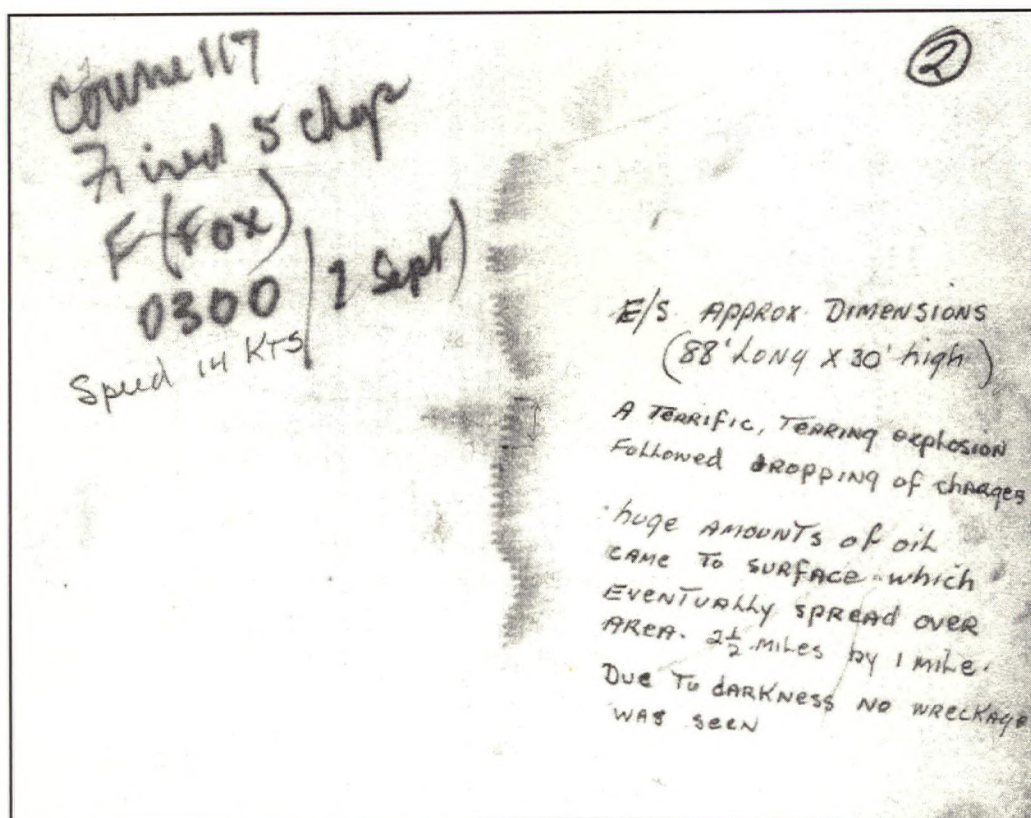 Course 117
Fired 5 chgs
F (Fox)
0300 (1 Sept)
Speed 14 KTS
2
E/S APPROX DIMENSIONS
(88' LONG X 30' high)
A TERRIFIC, TEARING explosion
Followed dROPPING of chARGES
huge AMOUNTS of oil
CAME TO SURFACE which
EVENTUALLY SPREAD OVER
AREA. 2½ MILES by 1 MILE.
DUE TO dARKNESS NO WRECKAGE
WAS SEEN